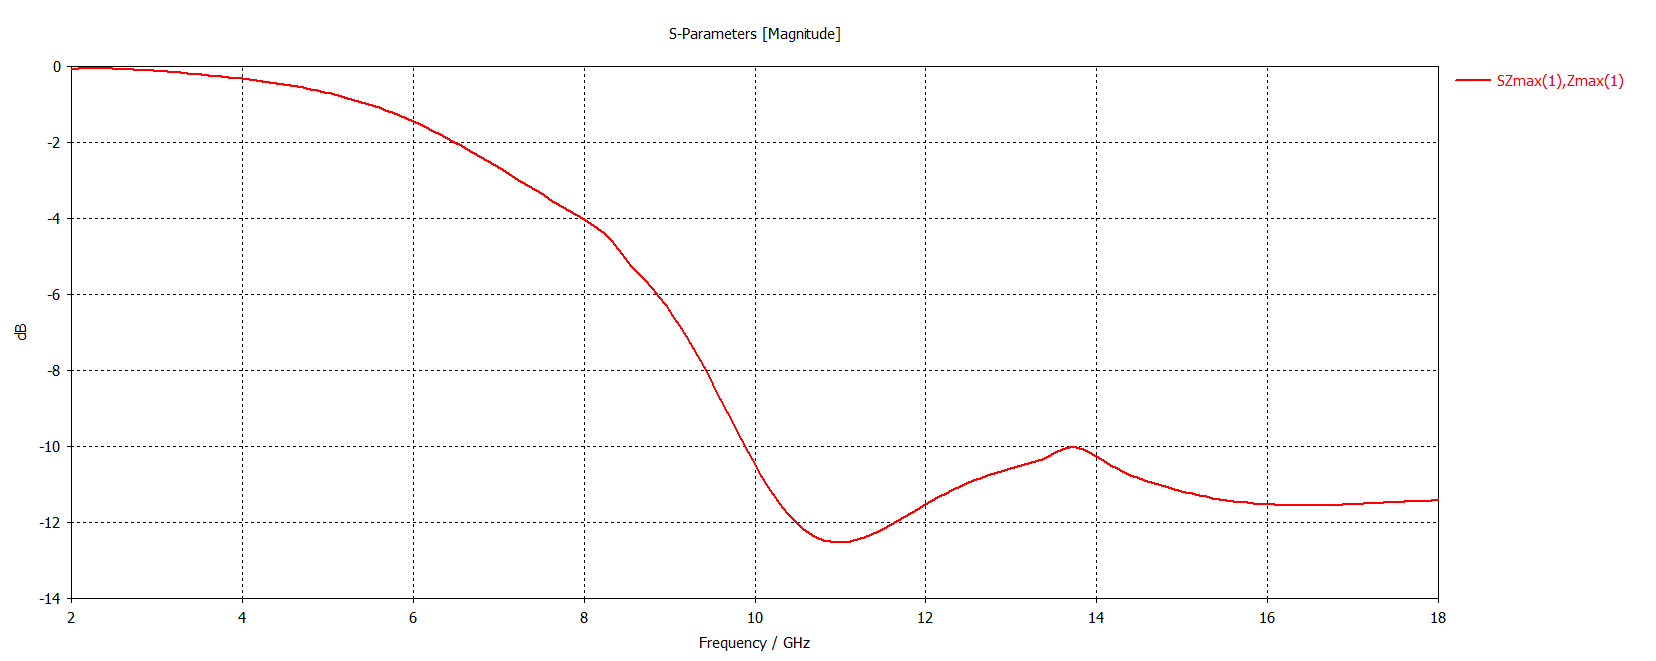 S-Parameters [Magnitude]
SZmax(1),Zmax(1)
0
-2
-4
-6
-8
-10
-12
-14
dB
2 4 6 8 10 12 14 16 18
Frequency / GHz